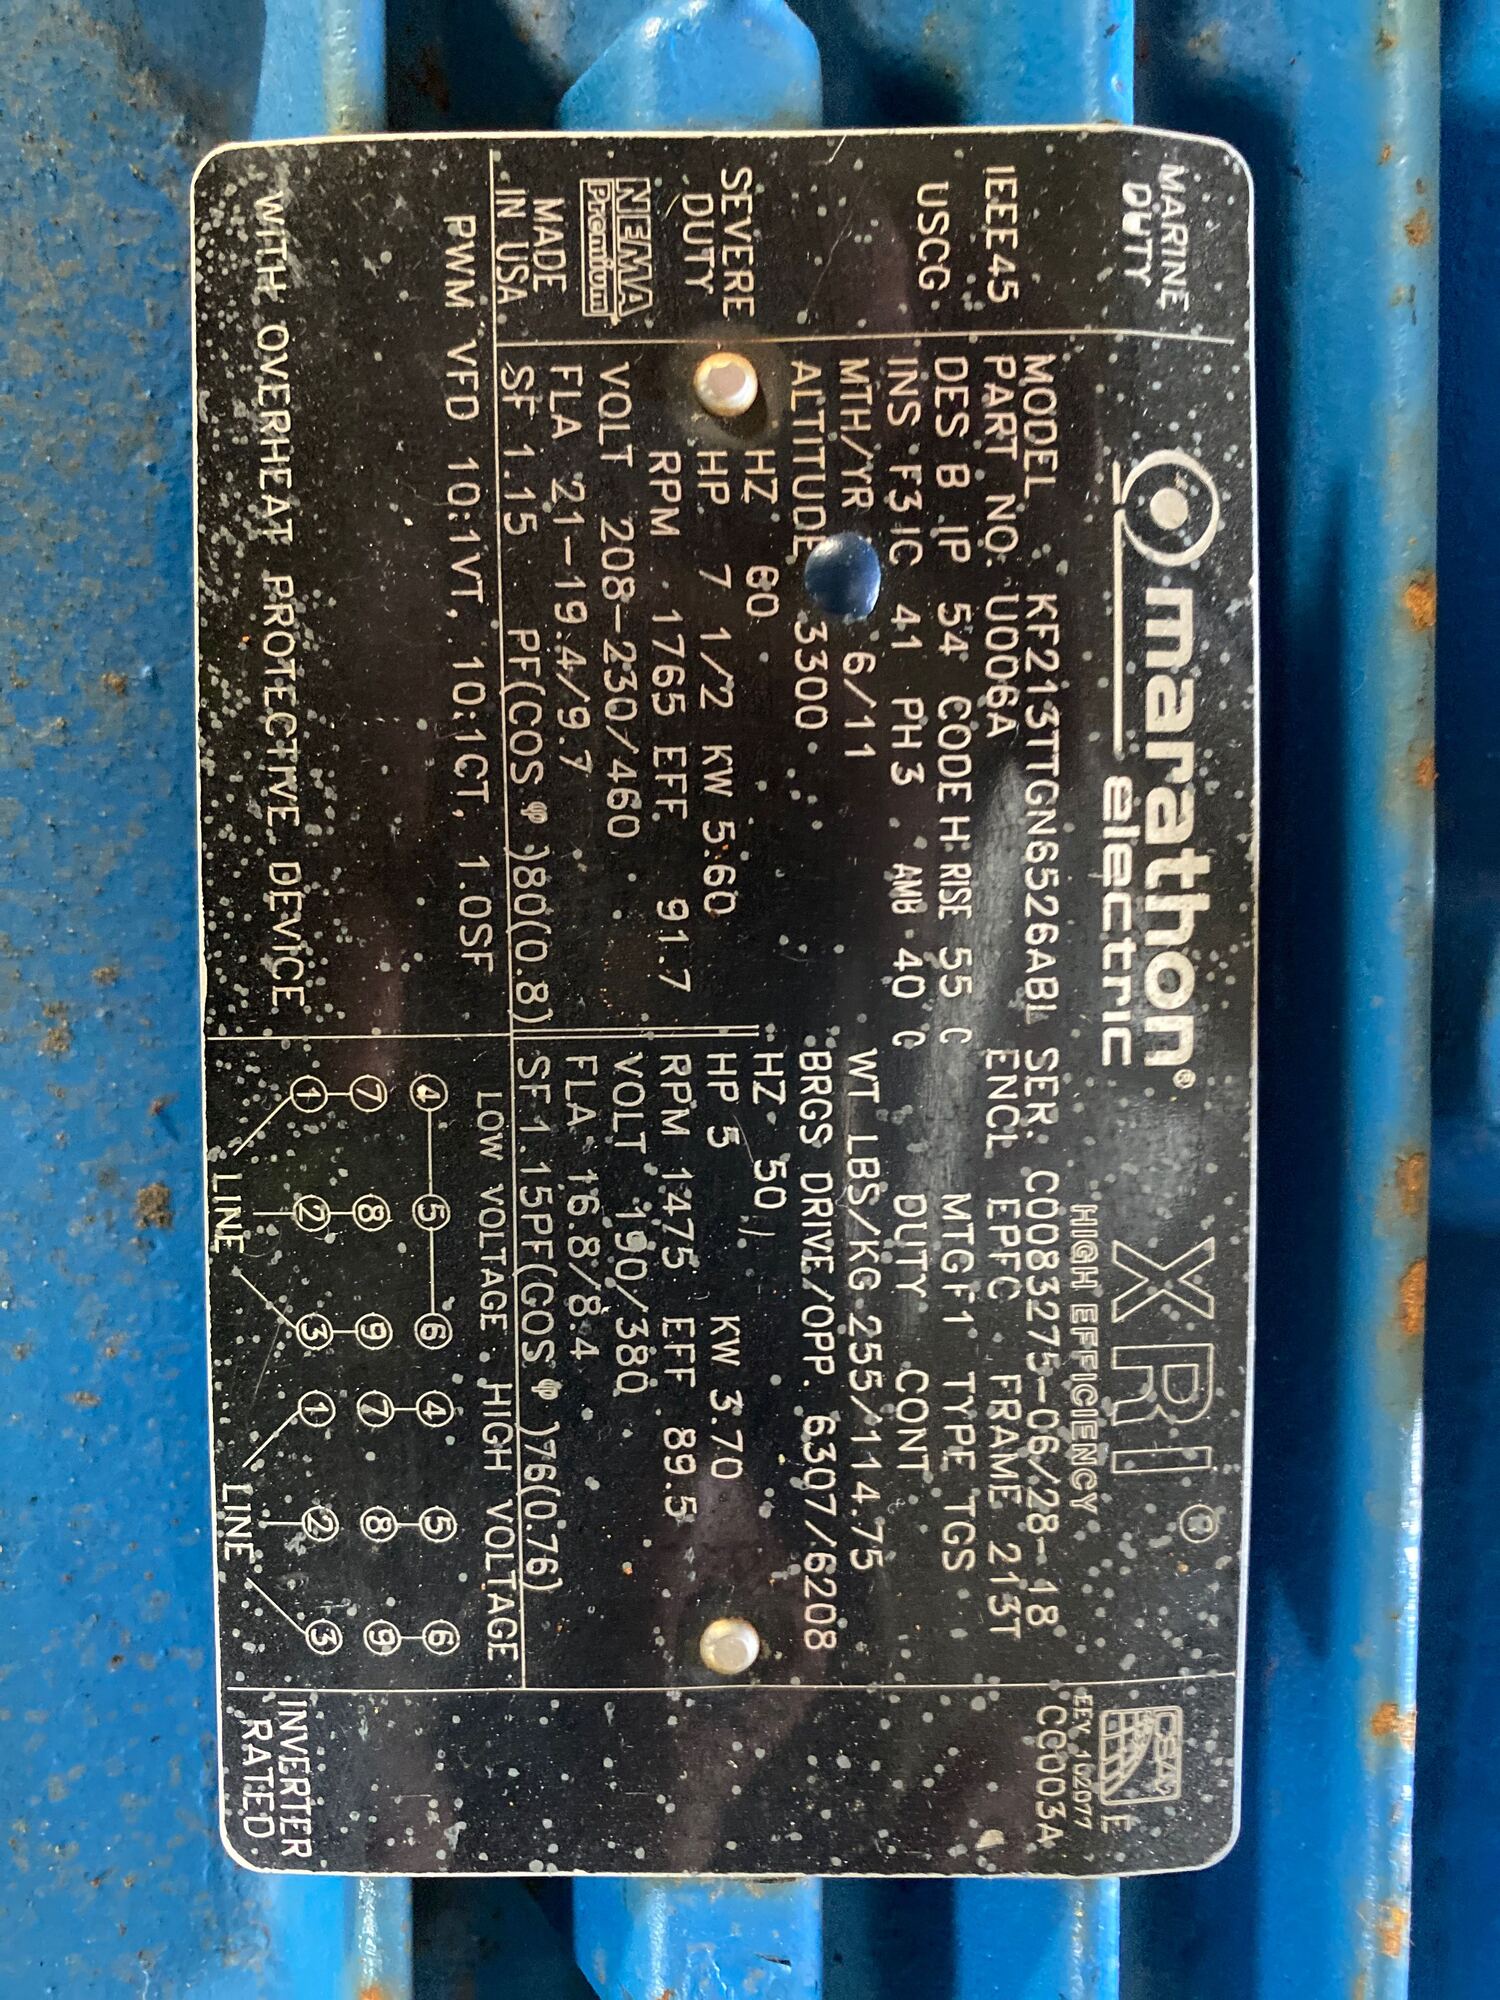 MARINE
DUTY
IEEE45
USCG
SEVERE
DUTY
NEMA
Premium
MADE
IN USA
marathon®
electric
XRI®
HIGH EFFICIENCY
MODEL KF213TTGN6526ABL SER. C0083275-06/28-18
PART NO. U006A ENCL EPFC FRAME 213T
DES B IP 54 CODE H RISE 55 C MTGF1 TYPE TGS
INS F3 IC 41 PH 3 AMB 40 C DUTY CONT
MTH/YR 6/11 WT LBS/KG 255/114.75
ALTITUDE 3300 BRGS DRIVE/OPP. 6307/6208
HZ 60
HP 7 1/2 KW 5.60
RPM 1765 EFF 91.7
VOLT 208-230/460
FLA 21-19.4/9.7
SF 1.15 PF(COS φ )80(0.8)
HZ 50
HP 5 KW 3.70
RPM 1475 EFF 89.5
VOLT 190/380
FLA 16.8/8.4
SF 1.15PF(COS φ )76(0.76)
PWM VFD 10:1VT, 10:1CT, 1.0SF
WITH OVERHEAT PROTECTIVE DEVICE
LOW VOLTAGE HIGH VOLTAGE
4 5 6 4 5 6
7 8 9 7 8 9
1 2 3 1 2 3
LINE LINE
CSA
E
EEV 102077
CC003A
INVERTER
RATED